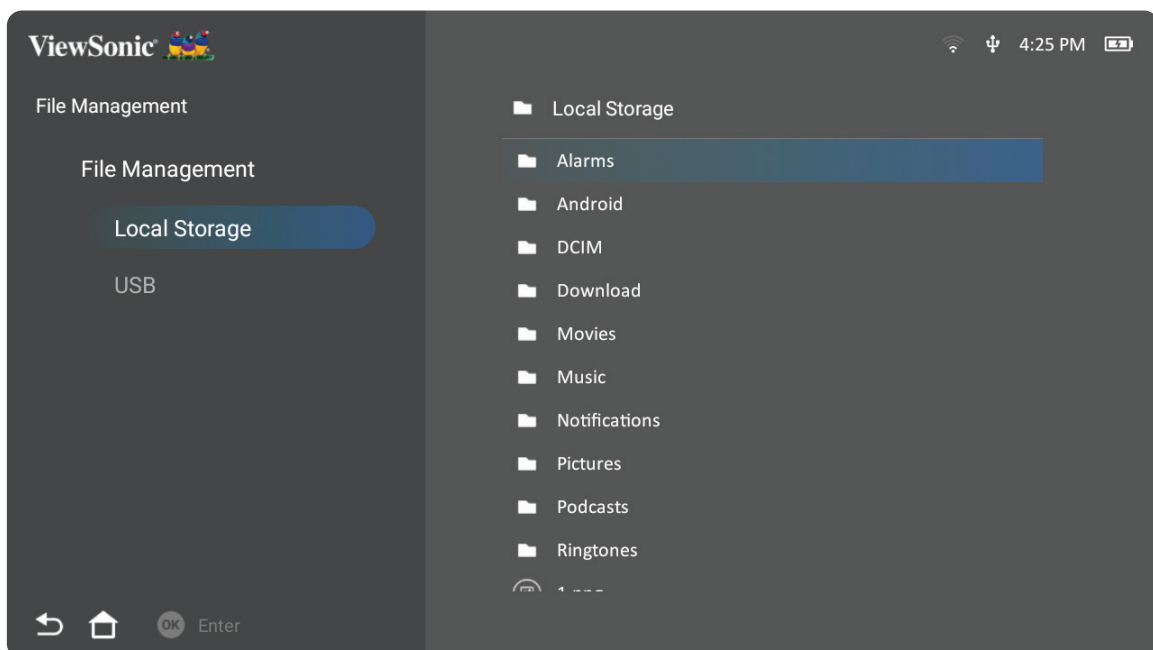 ViewSonic
4:25 PM
File Management
File Management
Local Storage
USB
Local Storage
Alarms
Android
DCIM
Download
Movies
Music
Notifications
Pictures
Podcasts
Ringtones
OK Enter